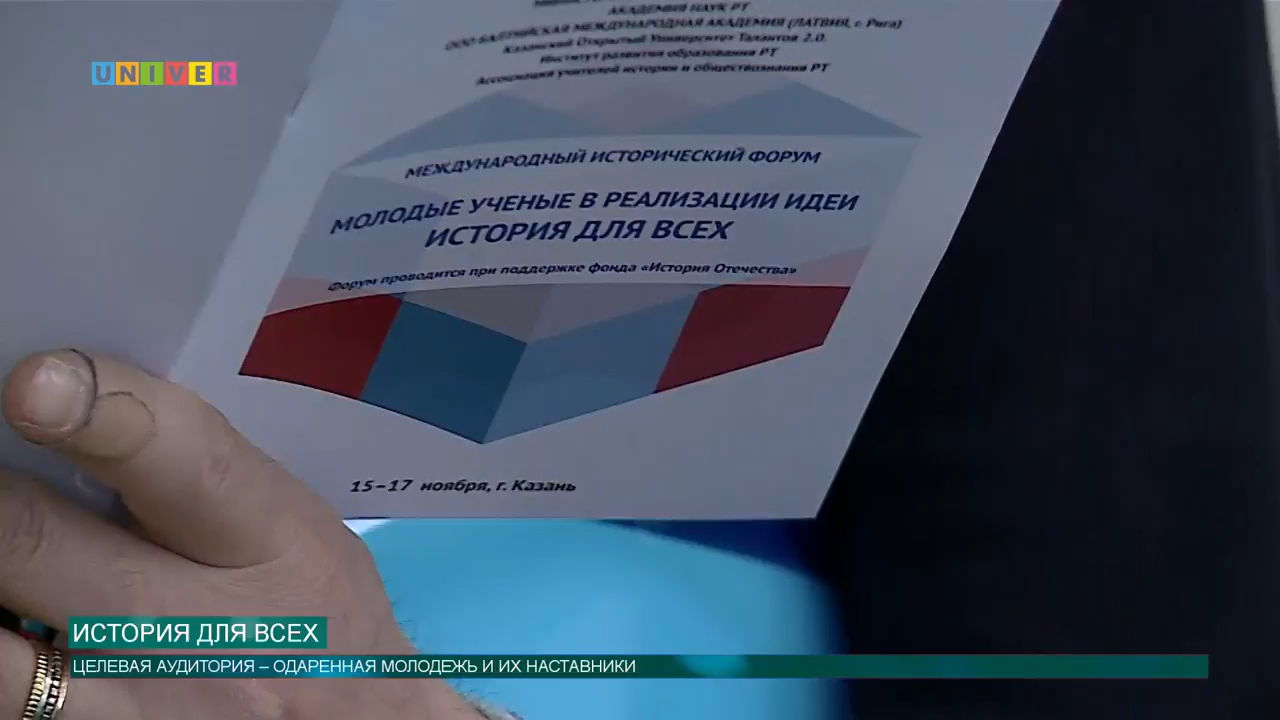 АКАДЕМИЯ НАУК РТ
ООО БАЛТИЙСКАЯ МЕЖДУНАРОДНАЯ АКАДЕМИЯ (ЛАТВИЯ, г. Рига)
Казанский Открытый Университет Талантов 2.0.
Институт развития образования РТ
Ассоциация учителей истории и обществознания РТ
UNIVER
МЕЖДУНАРОДНЫЙ ИСТОРИЧЕСКИЙ ФОРУМ
МОЛОДЫЕ УЧЕНЫЕ В РЕАЛИЗАЦИИ ИДЕИ
ИСТОРИЯ ДЛЯ ВСЕХ
Форум проводится при поддержке фонда «История Отечества»
15–17 ноября, г. Казань
ИСТОРИЯ ДЛЯ ВСЕХ
ЦЕЛЕВАЯ АУДИТОРИЯ – ОДАРЕННАЯ МОЛОДЕЖЬ И ИХ НАСТАВНИКИ